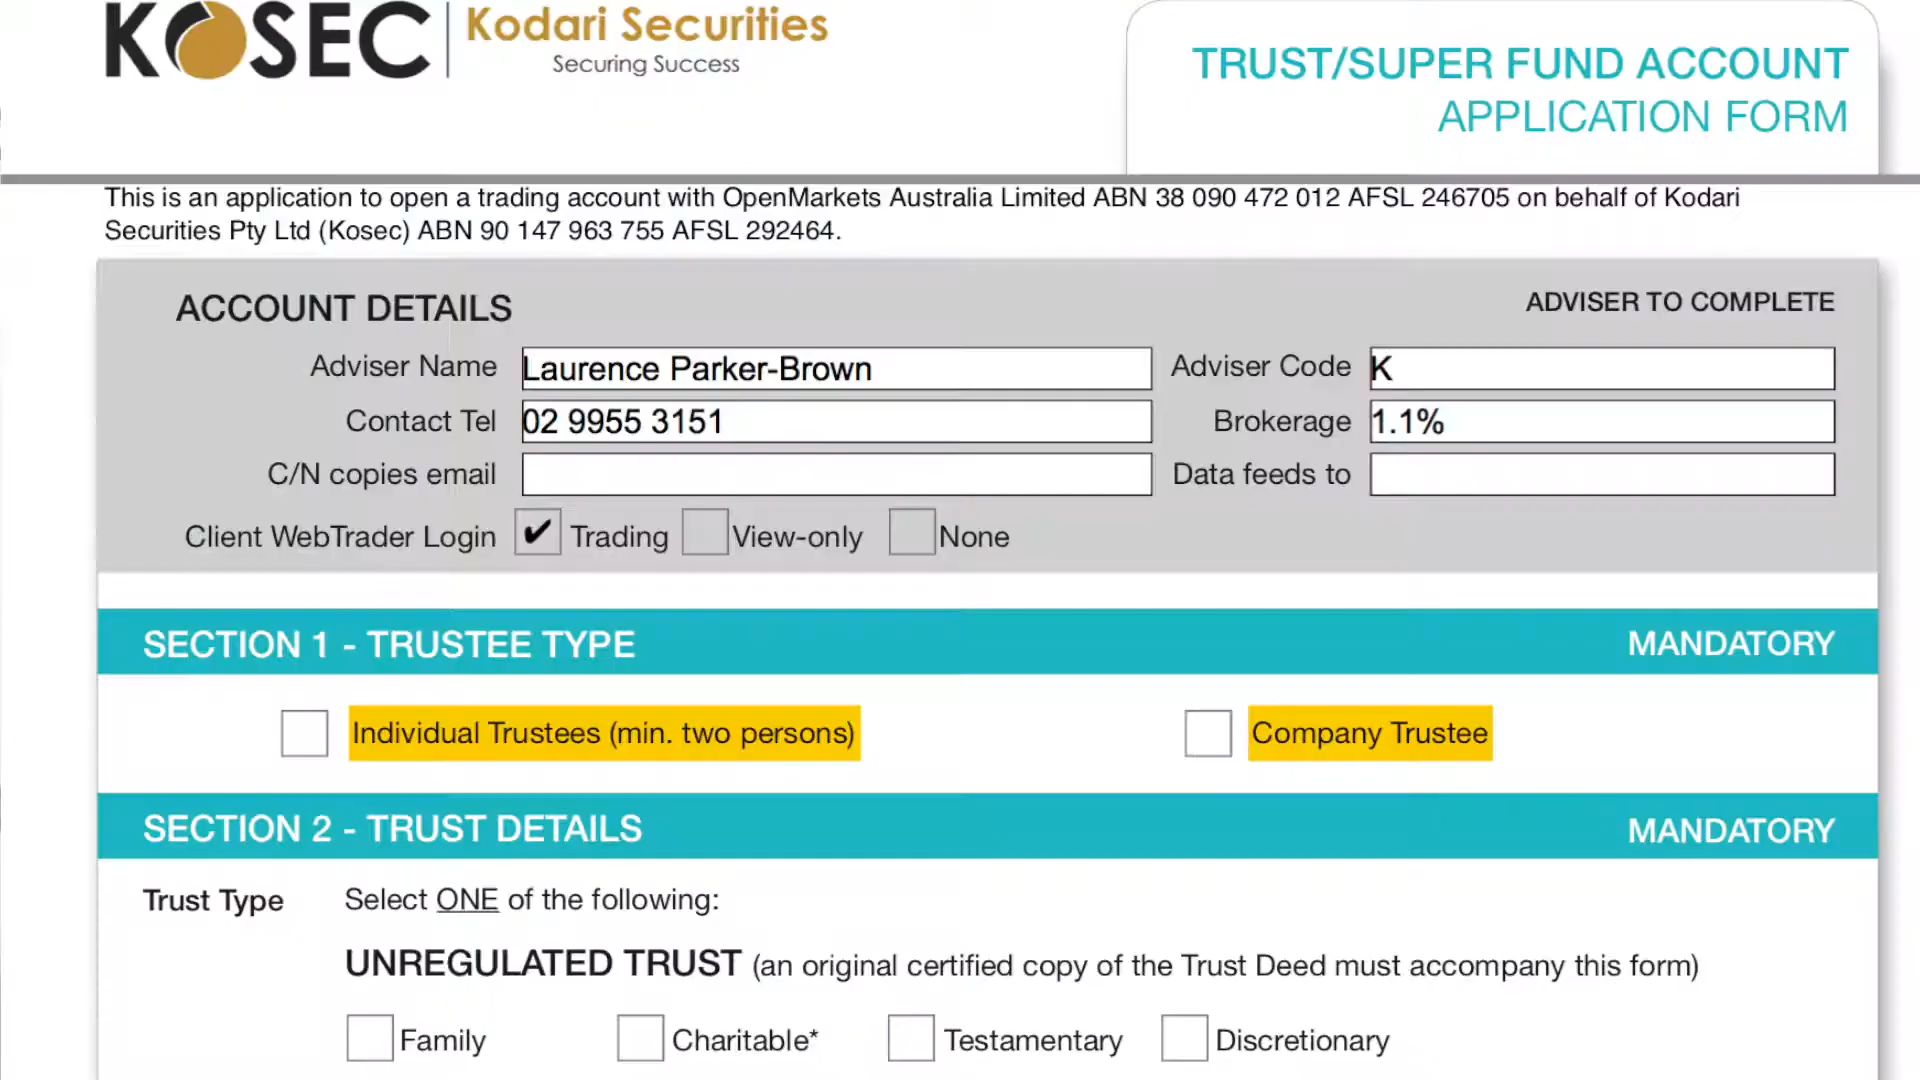 KOSEC | Kodari Securities
Securing Success
TRUST/SUPER FUND ACCOUNT
APPLICATION FORM
This is an application to open a trading account with OpenMarkets Australia Limited ABN 38 090 472 012 AFSL 246705 on behalf of Kodari
Securities Pty Ltd (Kosec) ABN 90 147 963 755 AFSL 292464.
ACCOUNT DETAILS ADVISER TO COMPLETE
Adviser Name Laurence Parker-Brown Adviser Code K
Contact Tel 02 9955 3151 Brokerage 1.1%
C/N copies email Data feeds to
Client WebTrader Login ✔ Trading View-only None
SECTION 1 - TRUSTEE TYPE MANDATORY
Individual Trustees (min. two persons) Company Trustee
SECTION 2 - TRUST DETAILS MANDATORY
Trust Type Select ONE of the following:
UNREGULATED TRUST (an original certified copy of the Trust Deed must accompany this form)
Family Charitable* Testamentary Discretionary